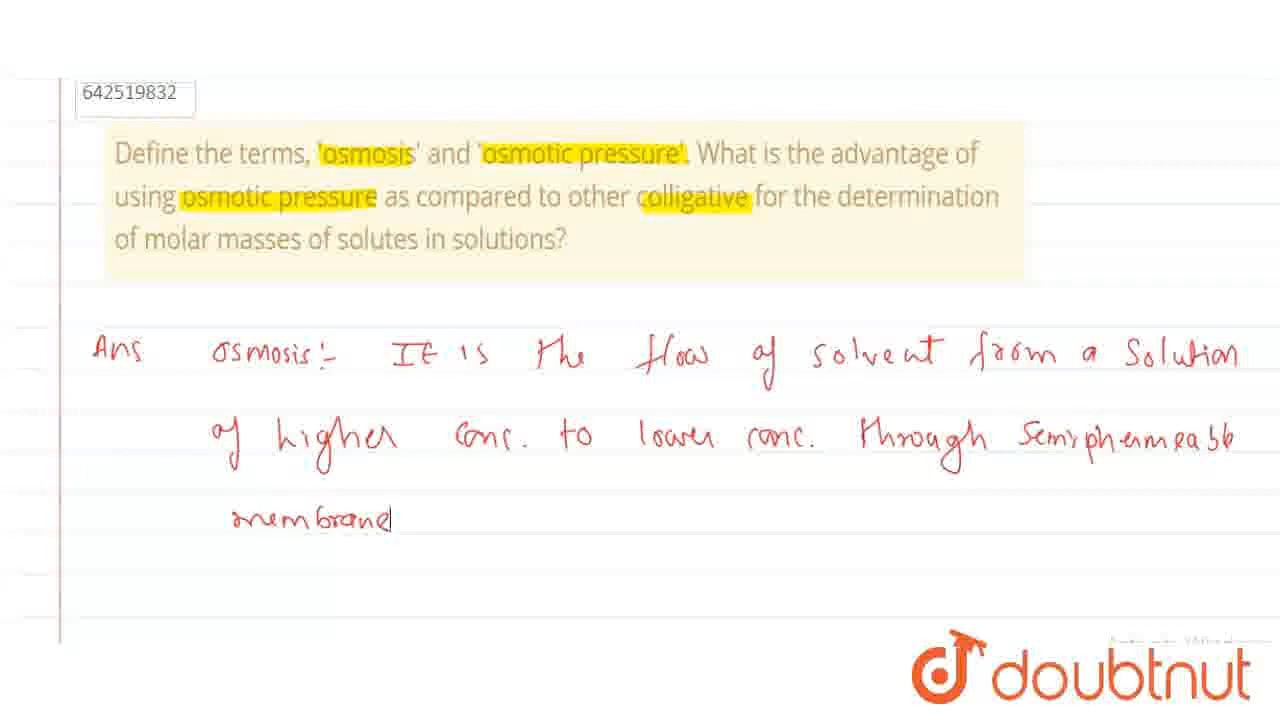 642519832
Define the terms, 'osmosis' and 'osmotic pressure'. What is the advantage of
using osmotic pressure as compared to other colligative for the determination
of molar masses of solutes in solutions?
Ans osmosis:- It is the flow of solvent from a solution
of higher conc. to lower conc. through semiphermeable
membrane
doubtnut